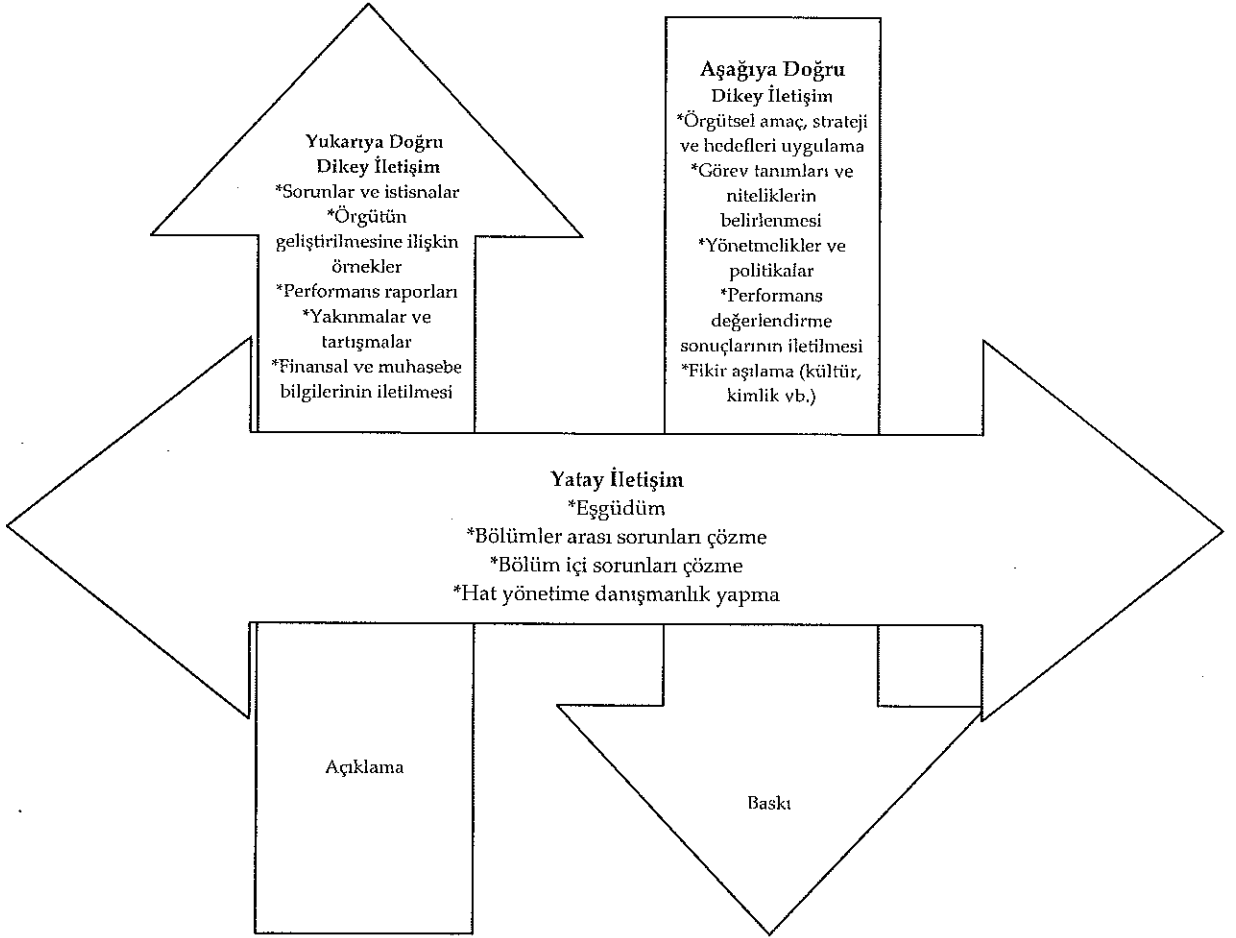 Yukarıya Doğru
Dikey İletişim
*Sorunlar ve istisnalar
*Örgütün
geliştirilmesine ilişkin
örnekler
*Performans raporları
*Yakınmalar ve
tartışmalar
*Finansal ve muhasebe
bilgilerinin iletilmesi
Aşağıya Doğru
Dikey İletişim
*Örgütsel amaç, strateji
ve hedefleri uygulama
*Görev tanımları ve
niteliklerin
belirlenmesi
*Yönetmelikler ve
politikalar
*Performans
değerlendirme
sonuçlarının iletilmesi
*Fikir aşılama (kültür,
kimlik vb.)
Yatay İletişim
*Eşgüdüm
*Bölümler arası sorunları çözme
*Bölüm içi sorunları çözme
*Hat yönetime danışmanlık yapma
Açıklama
Baskı